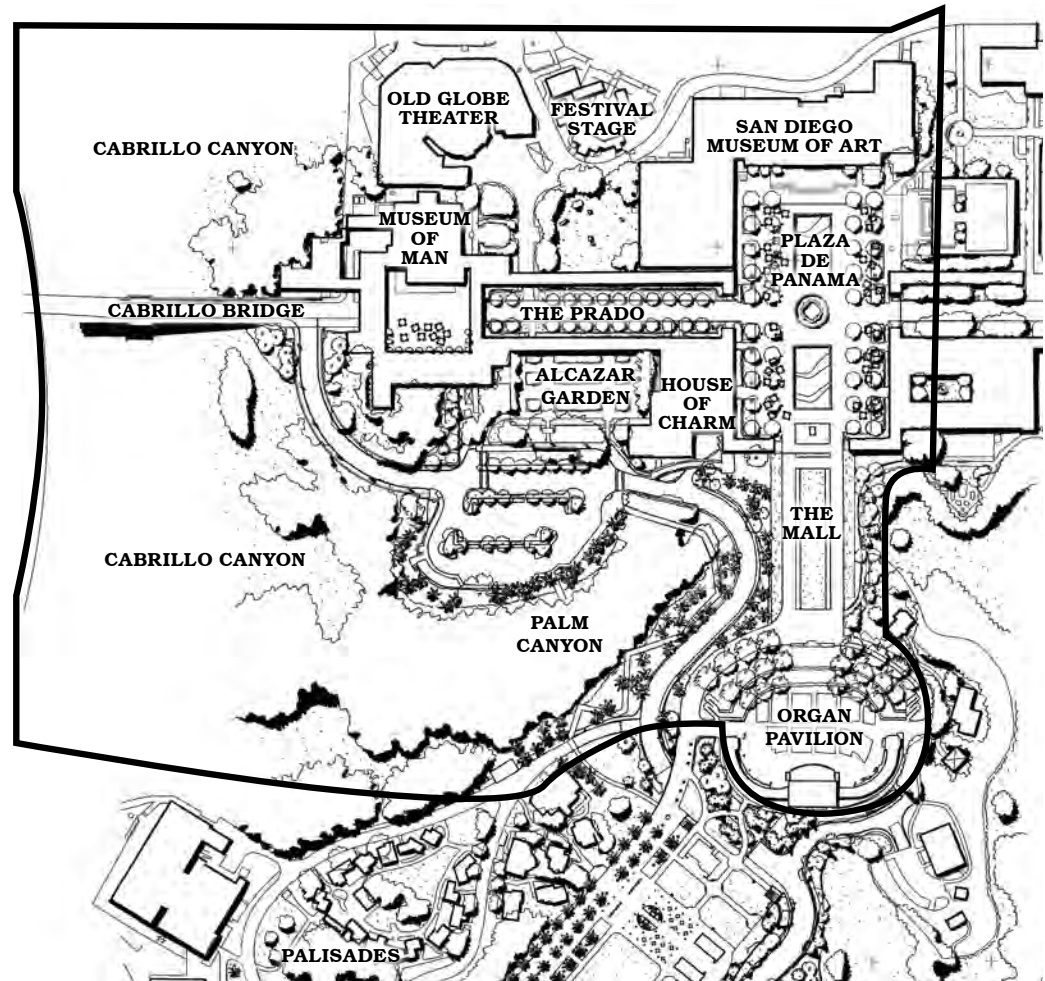 OLD GLOBE
THEATER
FESTIVAL
STAGE
SAN DIEGO
MUSEUM OF ART
CABRILLO CANYON
MUSEUM
OF
MAN
PLAZA
DE
PANAMA
CABRILLO BRIDGE
THE PRADO
ALCAZAR
GARDEN
HOUSE
OF
CHARM
THE
MALL
CABRILLO CANYON
PALM
CANYON
ORGAN
PAVILION
PALISADES